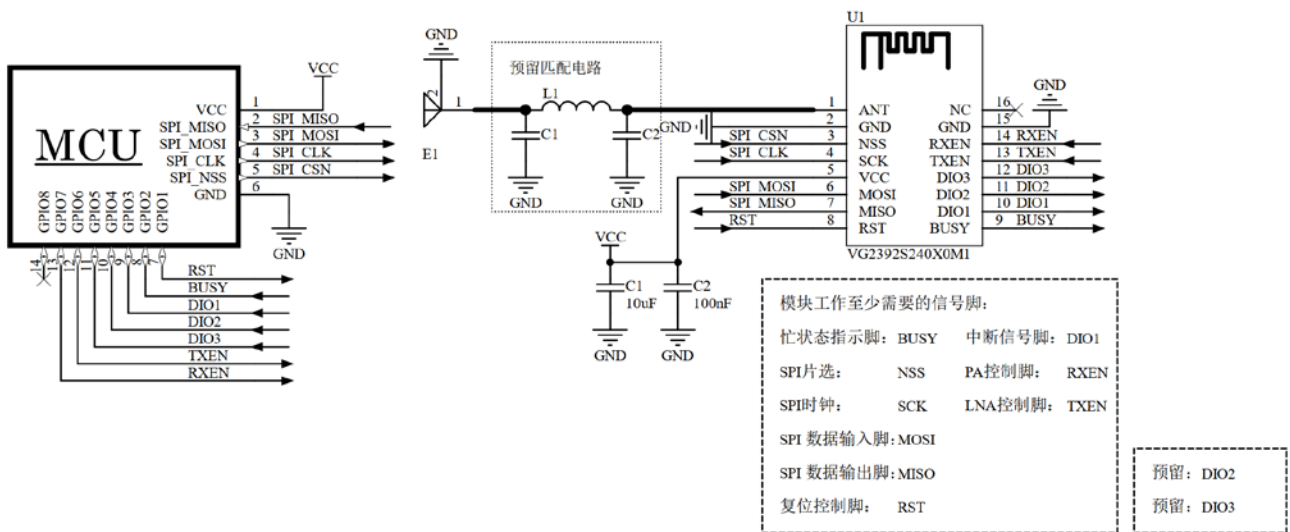 VCC
MCU
VCC 1
SPI_MISO 2 SPI_MISO
SPI_MOSI 3 SPI_MOSI
SPI_CLK 4 SPI_CLK
SPI_NSS 5 SPI_CSN
GND 6
GND
GPIO8
GPIO7
GPIO6
GPIO5
GPIO4
GPIO3
GPIO2
GPIO1
14
13
12
11
10
9
8
7
RST
BUSY
DIO1
DIO2
DIO3
TXEN
RXEN
GND
2
1
E1
预留匹配电路
L1
C1
C2
GND
GND
U1
GND
GND
1 ANT
2 GND
SPI_CSN 3 NSS
SPI_CLK 4 SCK
5 VCC
SPI_MOSI 6 MOSI
SPI_MISO 7 MISO
RST 8 RST
NC 16
GND 15
RXEN 14 RXEN
TXEN 13 TXEN
DIO3 12 DIO3
DIO2 11 DIO2
DIO1 10 DIO1
BUSY 9 BUSY
VG2392S240X0M1
VCC
C1
10uF
C2
100nF
GND
GND
模块工作至少需要的信号脚：
忙状态指示脚：BUSY 中断信号脚：DIO1
SPI片选： NSS PA控制脚： RXEN
SPI时钟： SCK LNA控制脚： TXEN
SPI 数据输入脚：MOSI
SPI 数据输出脚：MISO
复位控制脚： RST
预留：DIO2
预留：DIO3